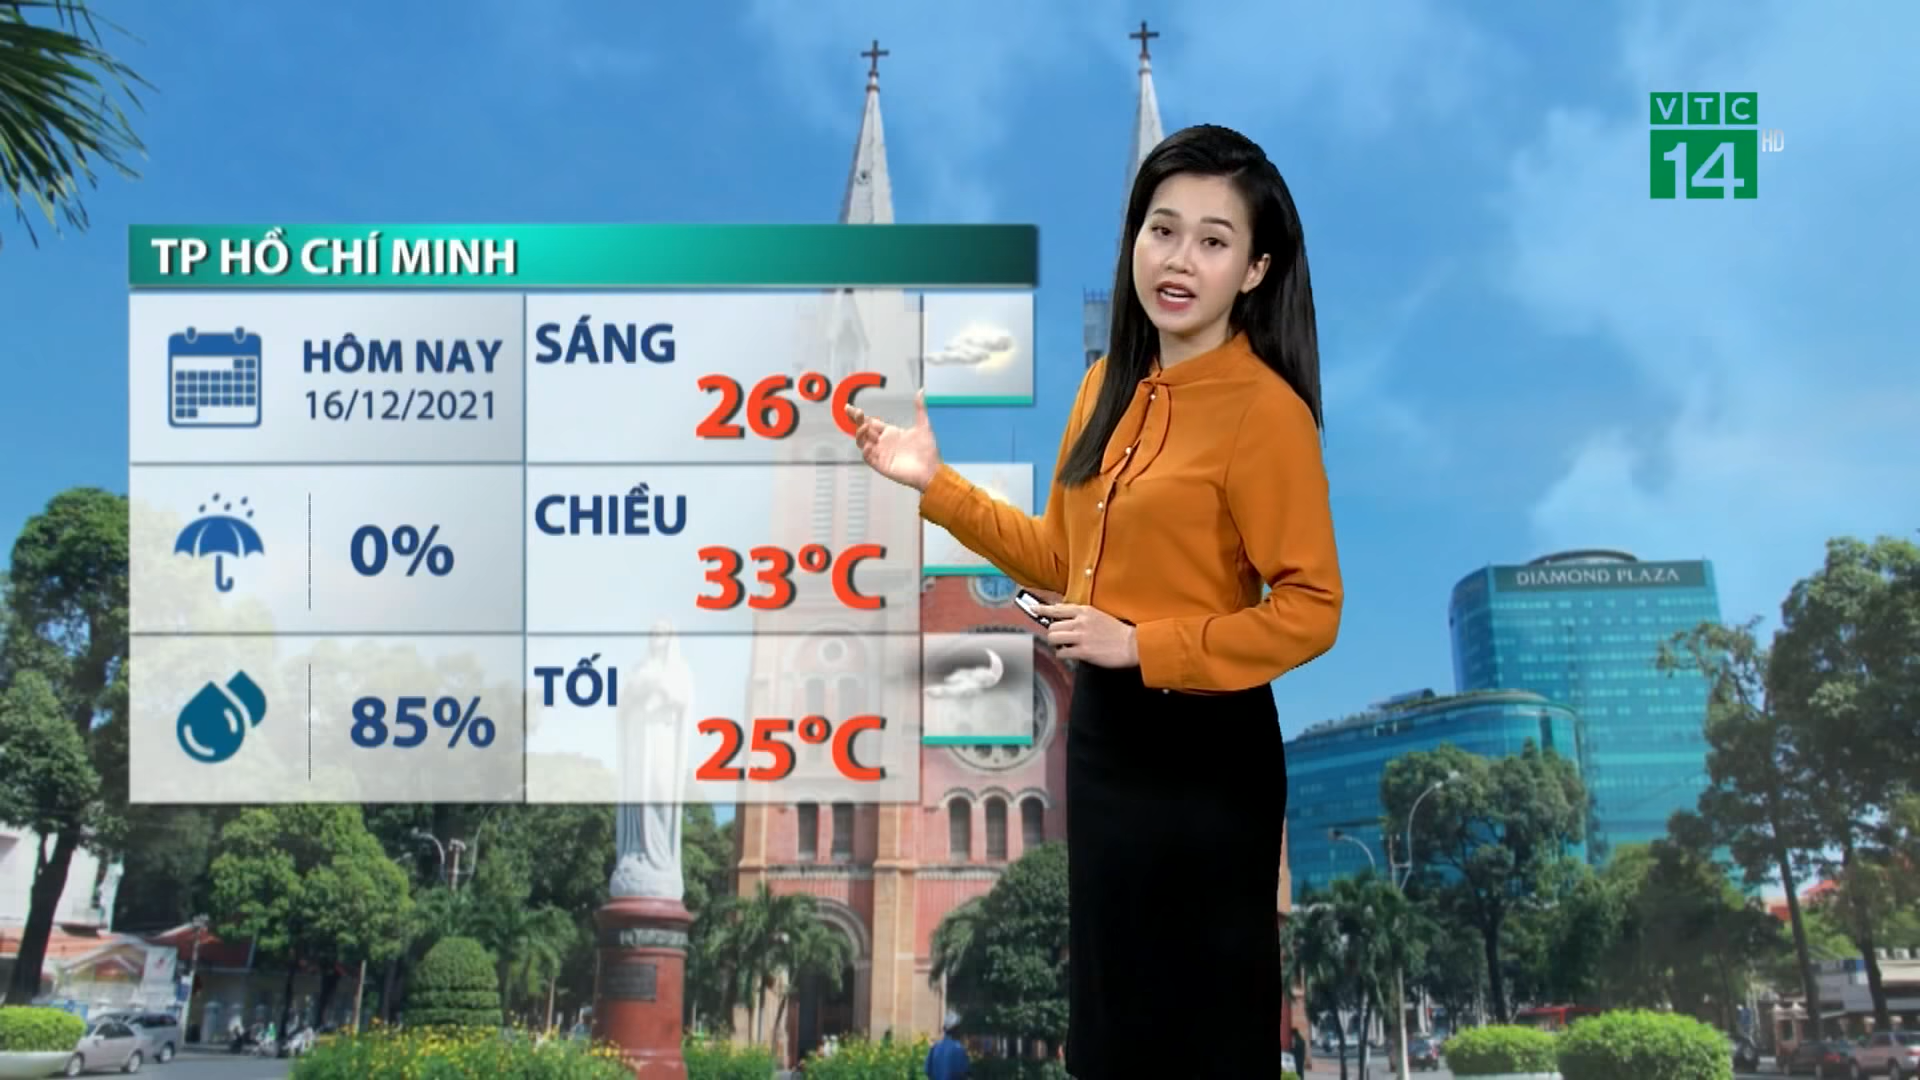 VTC
14 HD
TP HỒ CHÍ MINH
HÔM NAY
16/12/2021
SÁNG
26°C
0%
CHIỀU
33°C
85%
TỐI
25°C
DIAMOND PLAZA